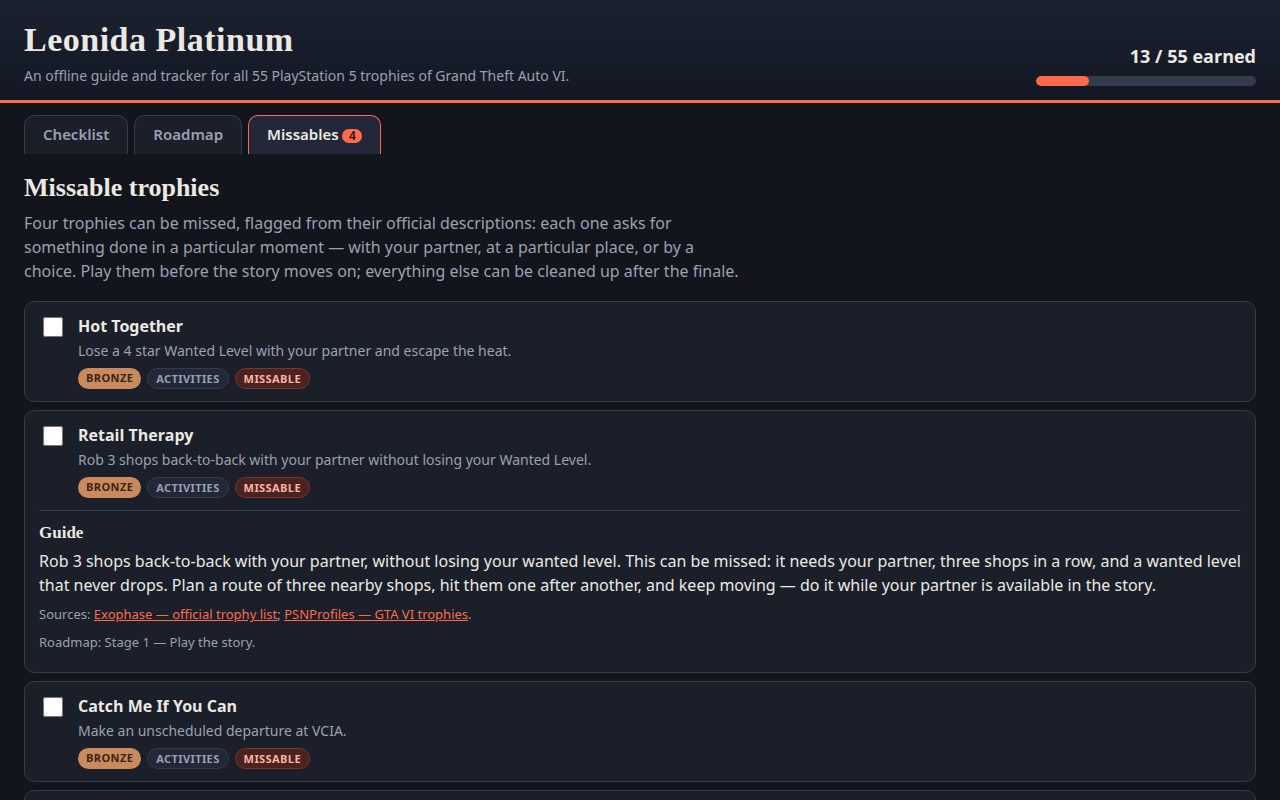 Leonida Platinum
An offline guide and tracker for all 55 PlayStation 5 trophies of Grand Theft Auto VI.
13 / 55 earned
Checklist
Roadmap
Missables 4
Missable trophies
Four trophies can be missed, flagged from their official descriptions: each one asks for
something done in a particular moment — with your partner, at a particular place, or by a
choice. Play them before the story moves on; everything else can be cleaned up after the finale.
Hot Together
Lose a 4 star Wanted Level with your partner and escape the heat.
BRONZE ACTIVITIES MISSABLE
Retail Therapy
Rob 3 shops back-to-back with your partner without losing your Wanted Level.
BRONZE ACTIVITIES MISSABLE
Guide
Rob 3 shops back-to-back with your partner, without losing your wanted level. This can be missed: it needs your partner, three shops in a row, and a wanted level
that never drops. Plan a route of three nearby shops, hit them one after another, and keep moving — do it while your partner is available in the story.
Sources: Exophase — official trophy list; PSNProfiles — GTA VI trophies.
Roadmap: Stage 1 — Play the story.
Catch Me If You Can
Make an unscheduled departure at VCIA.
BRONZE ACTIVITIES MISSABLE